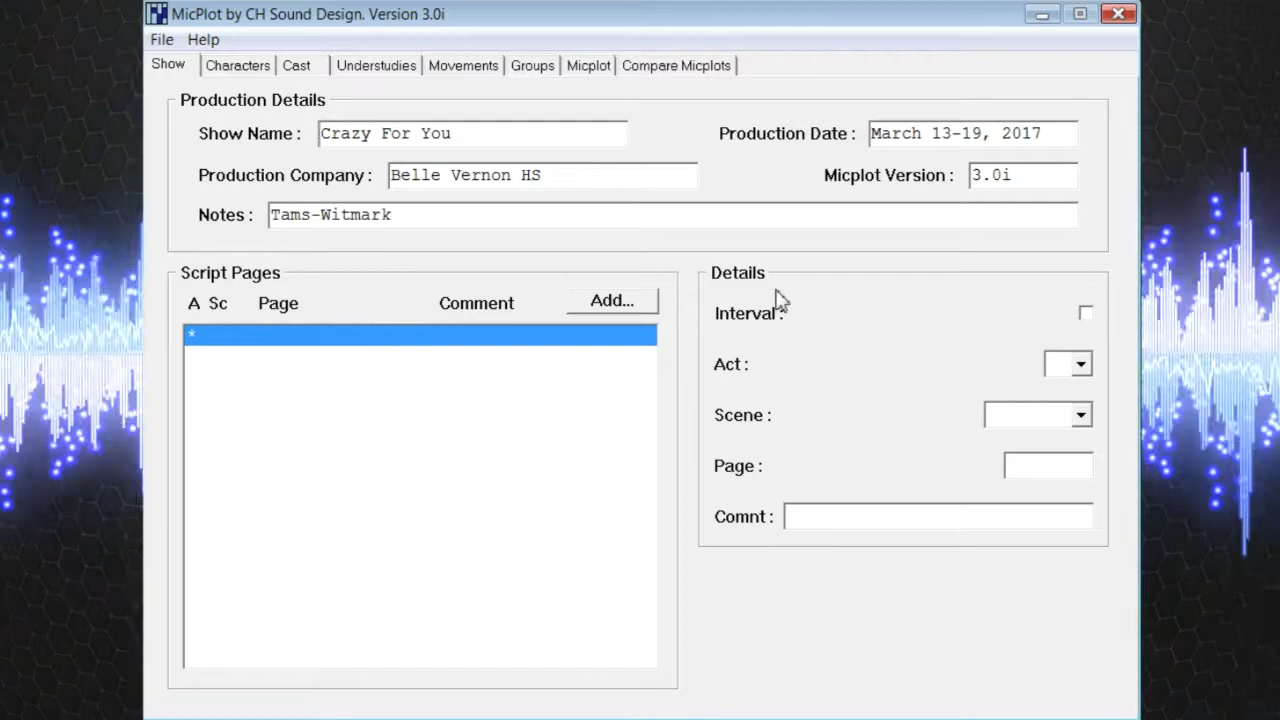 MicPlot by CH Sound Design. Version 3.0i
File Help
Show Characters Cast Understudies Movements Groups Micplot Compare Micplots
Production Details
Show Name : Crazy For You Production Date : March 13-19, 2017
Production Company : Belle Vernon HS Micplot Version : 3.0i
Notes : Tams-Witmark
Script Pages
A Sc Page Comment Add...
*
Details
Interval :
Act :
Scene :
Page :
Comnt :